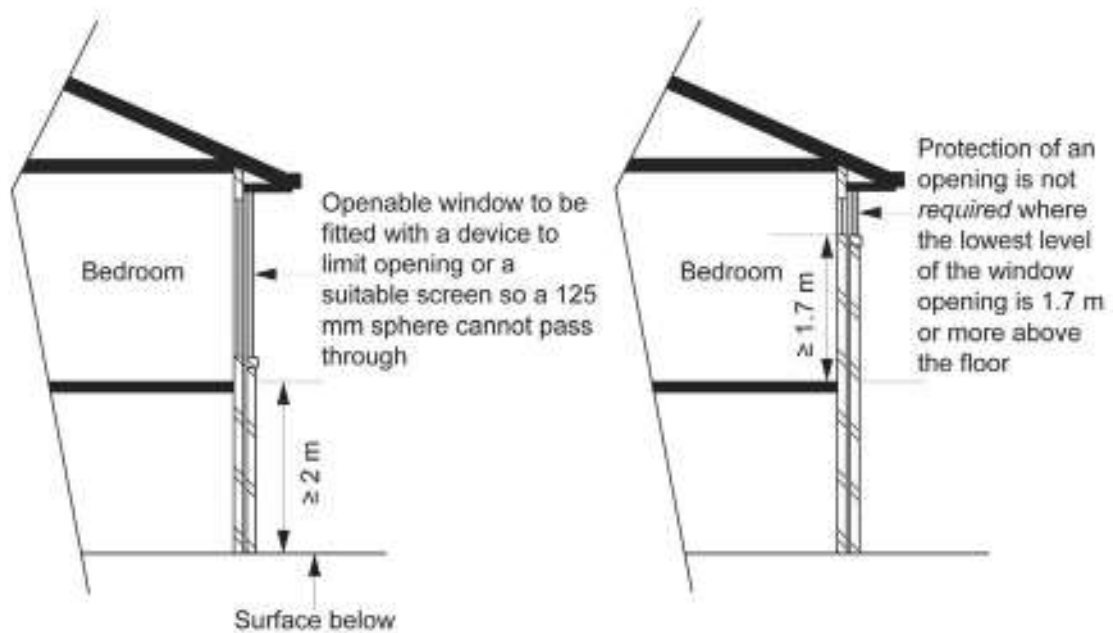 Bedroom
Openable window to be
fitted with a device to
limit opening or a
suitable screen so a 125
mm sphere cannot pass
through
≥ 2 m
Surface below
Bedroom
≥ 1.7 m
Protection of an
opening is not
required where
the lowest level
of the window
opening is 1.7 m
or more above
the floor